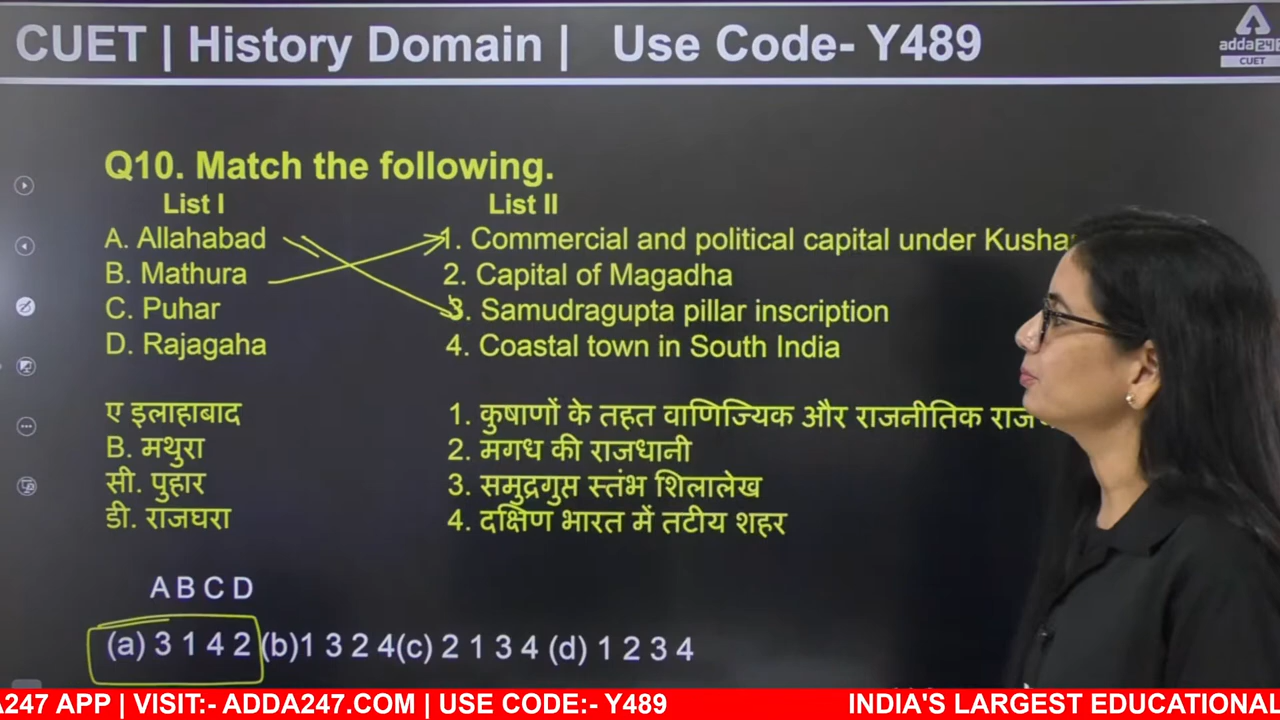 CUET | History Domain | Use Code- Y489
adda 247
CUET
Q10. Match the following.
List I List II
A. Allahabad 1. Commercial and political capital under
B. Mathura 2. Capital of Magadha
C. Puhar 3. Samudragupta pillar inscription
D. Rajagaha 4. Coastal town in South India
ए इलाहाबाद 1. कुषाणों के तहत वाणिज्यिक और राजनीतिक
B. मथुरा 2. मगध की राजधानी
सी. पुहार 3. समुद्रगुप्त स्तंभ शिलालेख
डी. राजघरा 4. दक्षिण भारत में तटीय शहर
A B C D
(a) 3 1 4 2 (b)1 3 2 4(c) 2 1 3 4 (d) 1 2 3 4
A247 APP | VISIT:- ADDA247.COM | USE CODE:- Y489 INDIA'S LARGEST EDUCATIONAL